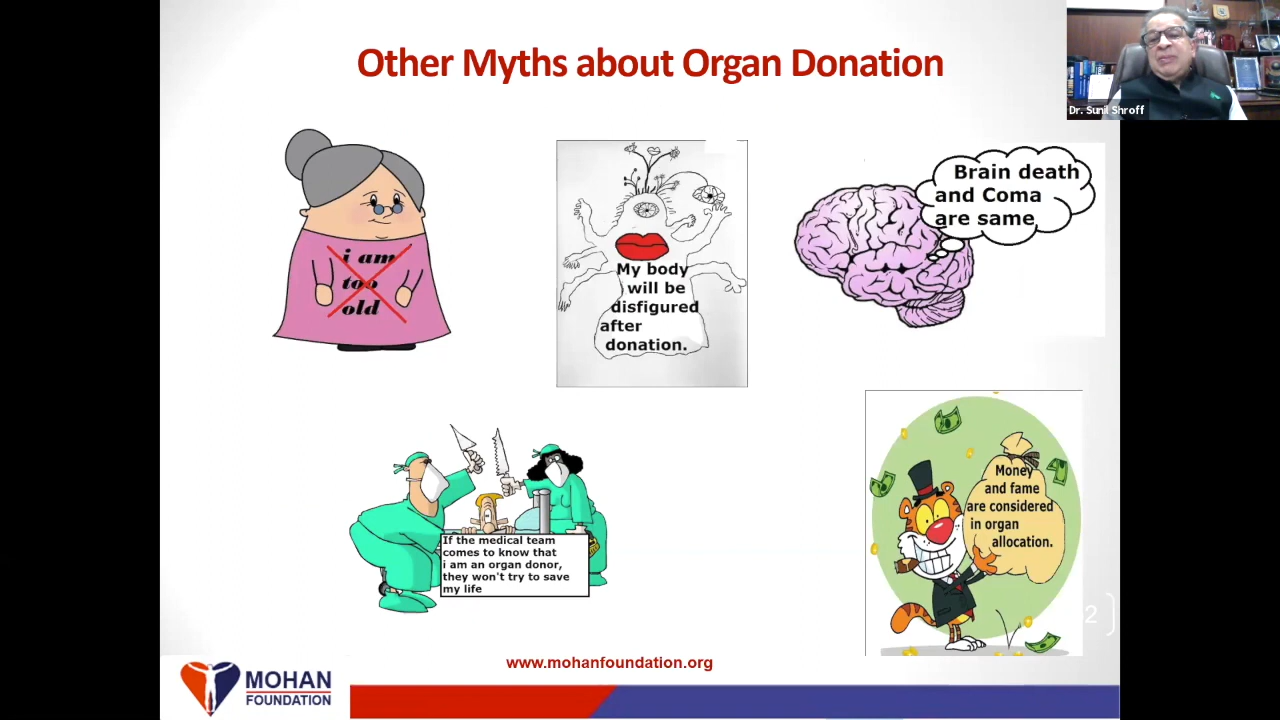 Other Myths about Organ Donation
Dr. Sunil Shroff
i am
too
old
My body
will be
disfigured
after
donation.
Brain death
and Coma
are same
If the medical team
comes to know that
i am an organ donor,
they won't try to save
my life
Money
and fame
are considered
in organ
allocation.
2
www.mohanfoundation.org
MOHAN
FOUNDATION